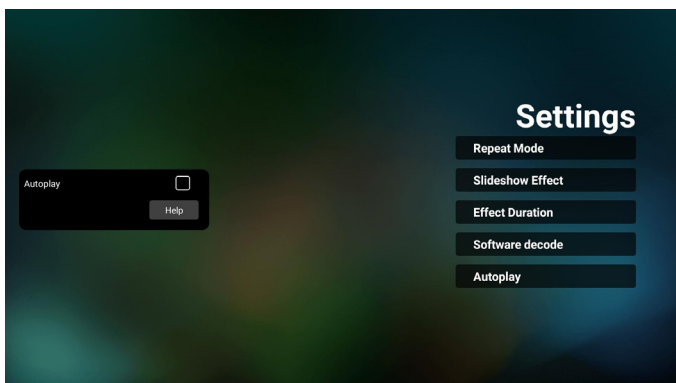 Settings
Repeat Mode
Slideshow Effect
Effect Duration
Software decode
Autoplay
Autoplay
Help